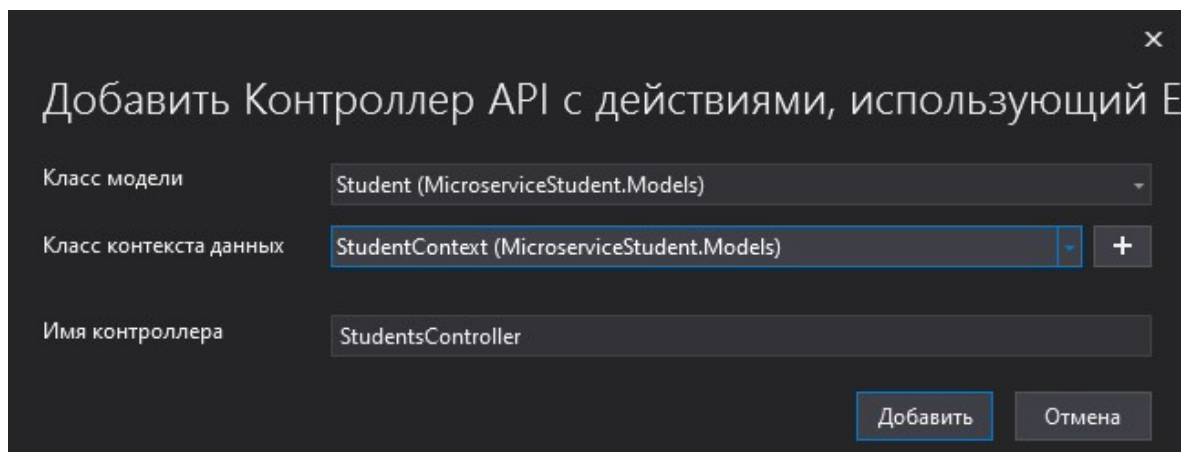 Добавить Контроллер API с действиями, использующий E
Класс модели
Student (MicroserviceStudent.Models)
Класс контекста данных
StudentContext (MicroserviceStudent.Models)
Имя контроллера
StudentsController
Добавить
Отмена